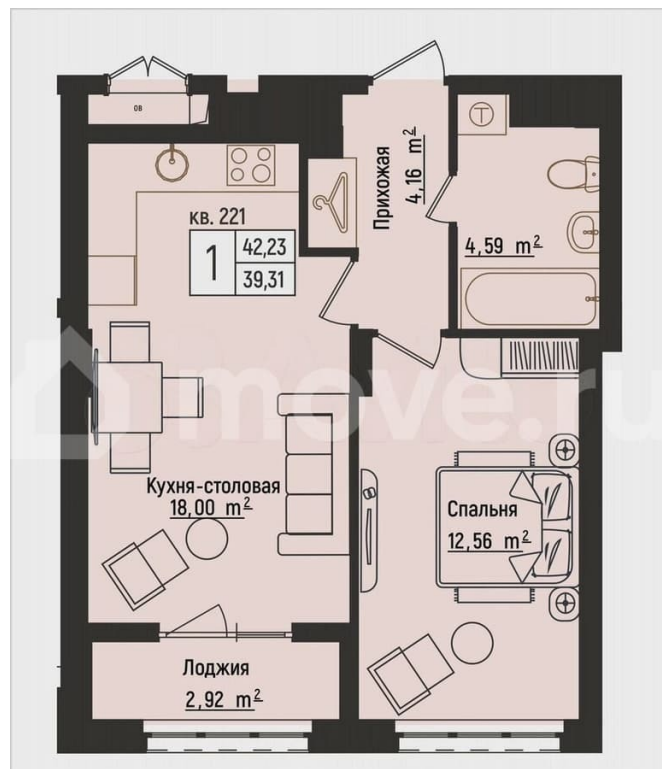 ОВ
кв. 221
1
42,23
39,31
Прихожая
4,16 m²
T
4,59 m²
move.ru
Кухня-столовая
18,00 m²
Спальня
12,56 m²
Лоджия
2,92 m²